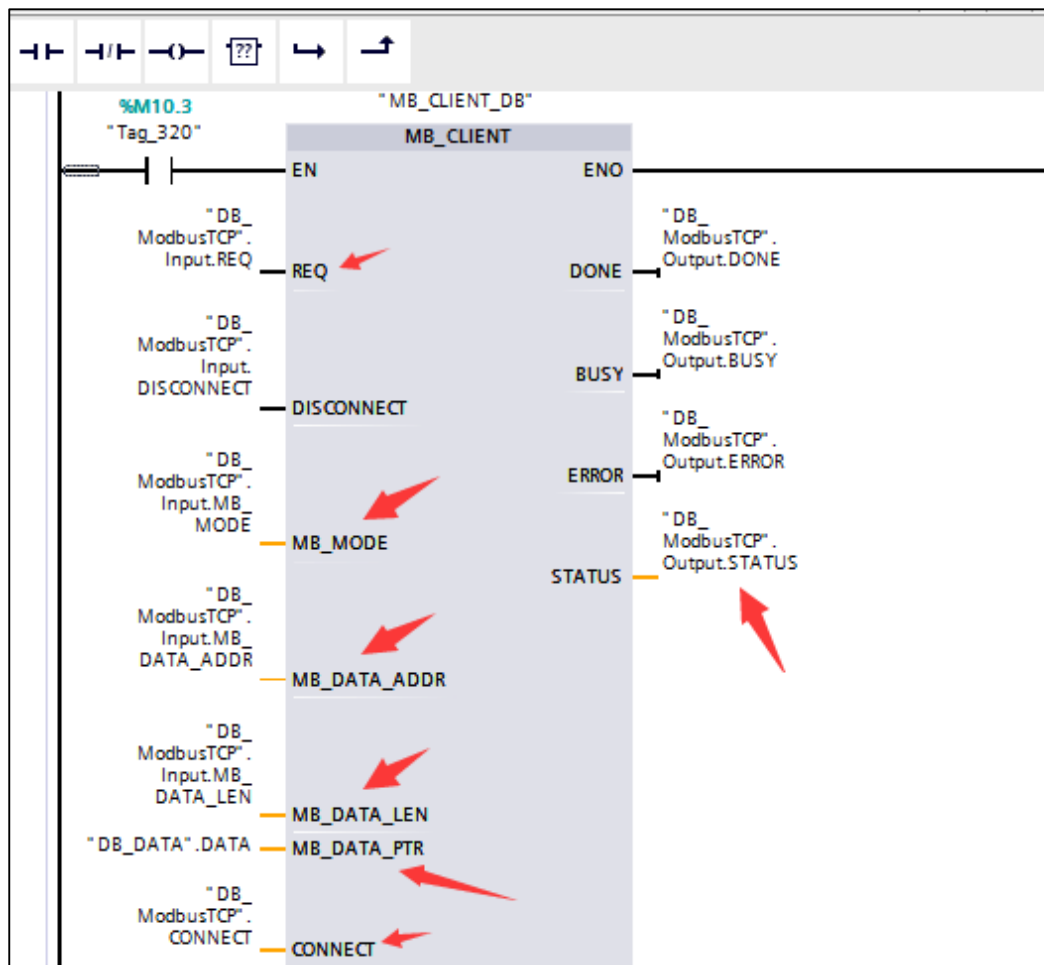 ??
%M10.3
"Tag_320"
"MB_CLIENT_DB"
MB_CLIENT
EN
ENO
"DB_
ModbusTCP".
Input.REQ
REQ
"DB_
ModbusTCP".
Output.DONE
DONE
"DB_
ModbusTCP".
Input.
DISCONNECT
DISCONNECT
"DB_
ModbusTCP".
Output.BUSY
BUSY
"DB_
ModbusTCP".
Output.ERROR
ERROR
"DB_
ModbusTCP".
Input.MB_
MODE
MB_MODE
"DB_
ModbusTCP".
Output.STATUS
STATUS
"DB_
ModbusTCP".
Input.MB_
DATA_ADDR
MB_DATA_ADDR
"DB_
ModbusTCP".
Input.MB_
DATA_LEN
MB_DATA_LEN
"DB_DATA".DATA
MB_DATA_PTR
"DB_
ModbusTCP".
CONNECT
CONNECT